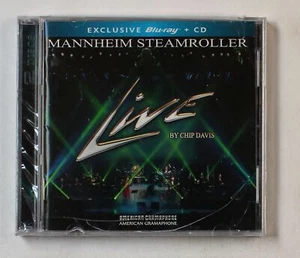 EXCLUSIVE Blu-ray + CD
MANNHEIM STEAMROLLER
LIVE
BY CHIP DAVIS
AMERICAN GRAMAPHONE
AMERICAN GRAMAPHONE